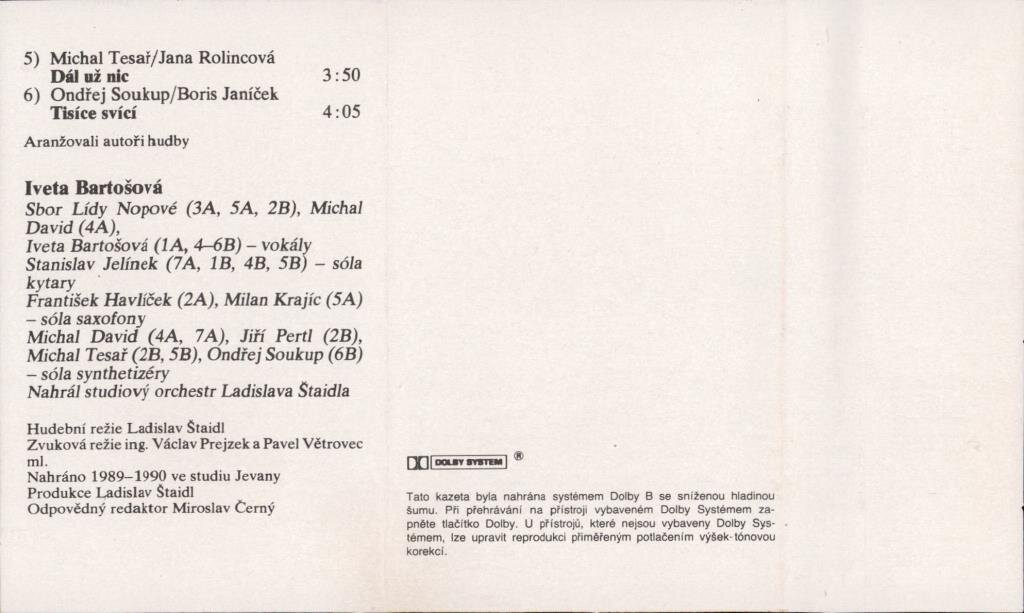 5) Michal Tesař/Jana Rolincová
Dál už nic 3:50
6) Ondřej Soukup/Boris Janíček
Tisíce svící 4:05
Aranžovali autoři hudby
Iveta Bartošová
Sbor Lídy Nopové (3A, 5A, 2B), Michal
David (4A),
Iveta Bartošová (1A, 4–6B) – vokály
Stanislav Jelínek (7A, 1B, 4B, 5B) – sóla
kytary
František Havlíček (2A), Milan Krajíc (5A)
– sóla saxofony
Michal David (4A, 7A), Jiří Pertl (2B),
Michal Tesař (2B, 5B), Ondřej Soukup (6B)
– sóla synthetizéry
Nahrál studiový orchestr Ladislava Štaidla
Hudební režie Ladislav Štaidl
Zvuková režie ing. Václav Prejzek a Pavel Větrovec
ml.
Nahráno 1989–1990 ve studiu Jevany
Produkce Ladislav Štaidl
Odpovědný redaktor Miroslav Černý
DOLBY SYSTEM ®
Tato kazeta byla nahrána systémem Dolby B se sníženou hladinou
šumu. Při přehrávání na přístroji vybaveném Dolby Systémem za-
pněte tlačítko Dolby. U přístrojů, které nejsou vybaveny Dolby Sys-
témem, lze upravit reprodukci přiměřeným potlačením výšek-tónovou
korekcí.